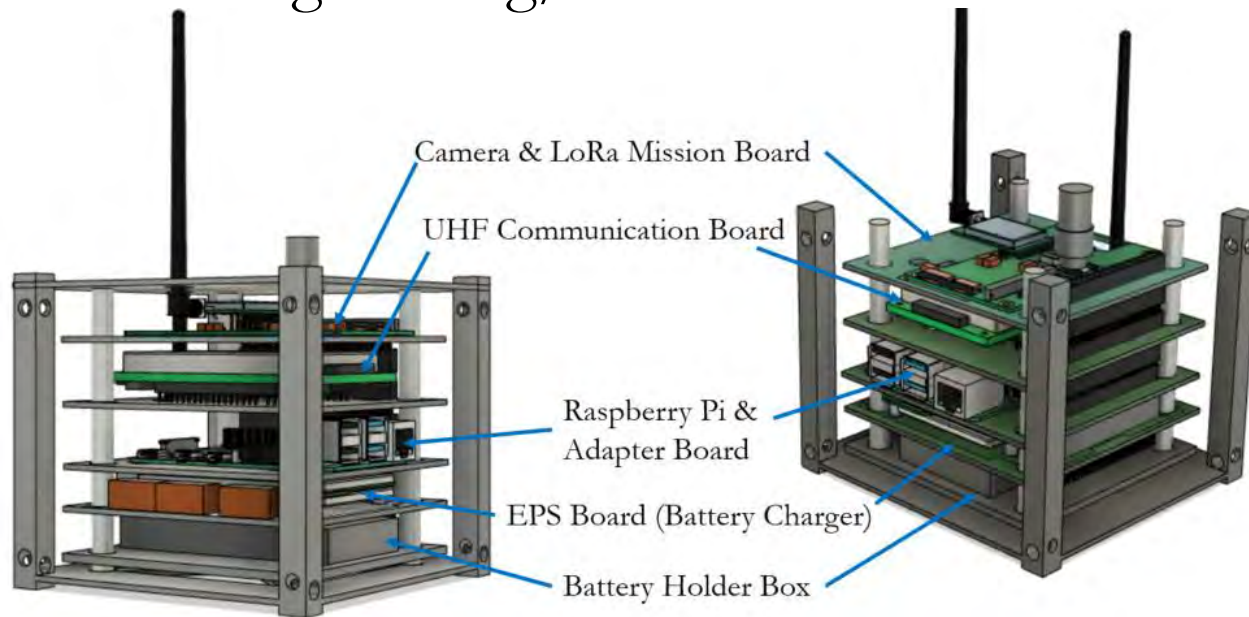 Camera & LoRa Mission Board
UHF Communication Board
Raspberry Pi &
Adapter Board
EPS Board (Battery Charger)
Battery Holder Box